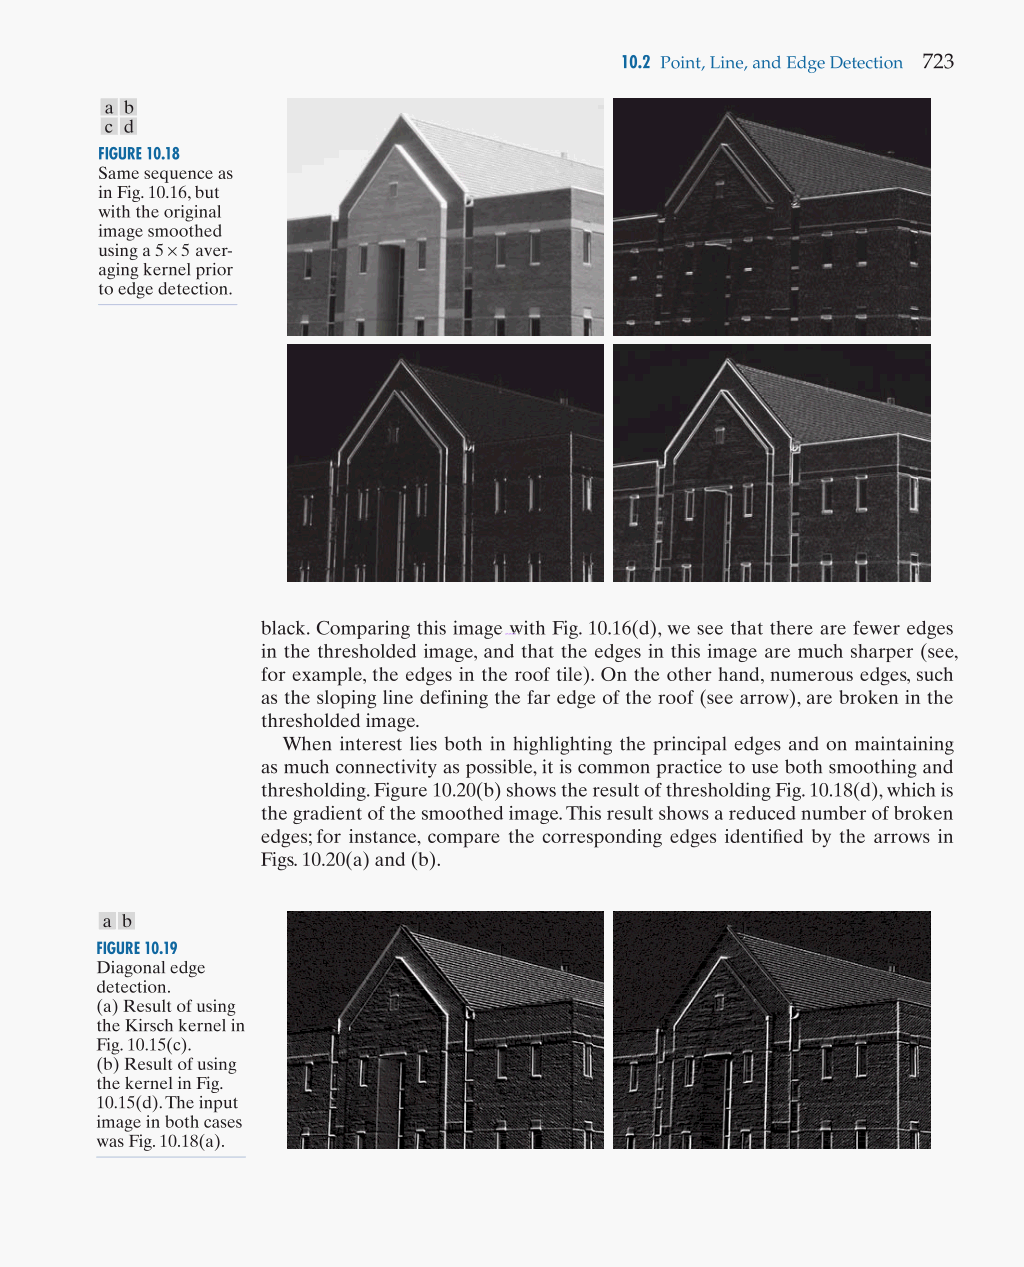 10.2 Point, Line, and Edge Detection 723
a b
c d
FIGURE 10.18
Same sequence as
in Fig. 10.16, but
with the original
image smoothed
using a 5 × 5 aver-
aging kernel prior
to edge detection.
black. Comparing this image with Fig. 10.16(d), we see that there are fewer edges
in the thresholded image, and that the edges in this image are much sharper (see,
for example, the edges in the roof tile). On the other hand, numerous edges, such
as the sloping line defining the far edge of the roof (see arrow), are broken in the
thresholded image.
When interest lies both in highlighting the principal edges and on maintaining
as much connectivity as possible, it is common practice to use both smoothing and
thresholding. Figure 10.20(b) shows the result of thresholding Fig. 10.18(d), which is
the gradient of the smoothed image. This result shows a reduced number of broken
edges; for instance, compare the corresponding edges identified by the arrows in
Figs. 10.20(a) and (b).
a b
FIGURE 10.19
Diagonal edge
detection.
(a) Result of using
the Kirsch kernel in
Fig. 10.15(c).
(b) Result of using
the kernel in Fig.
10.15(d). The input
image in both cases
was Fig. 10.18(a).